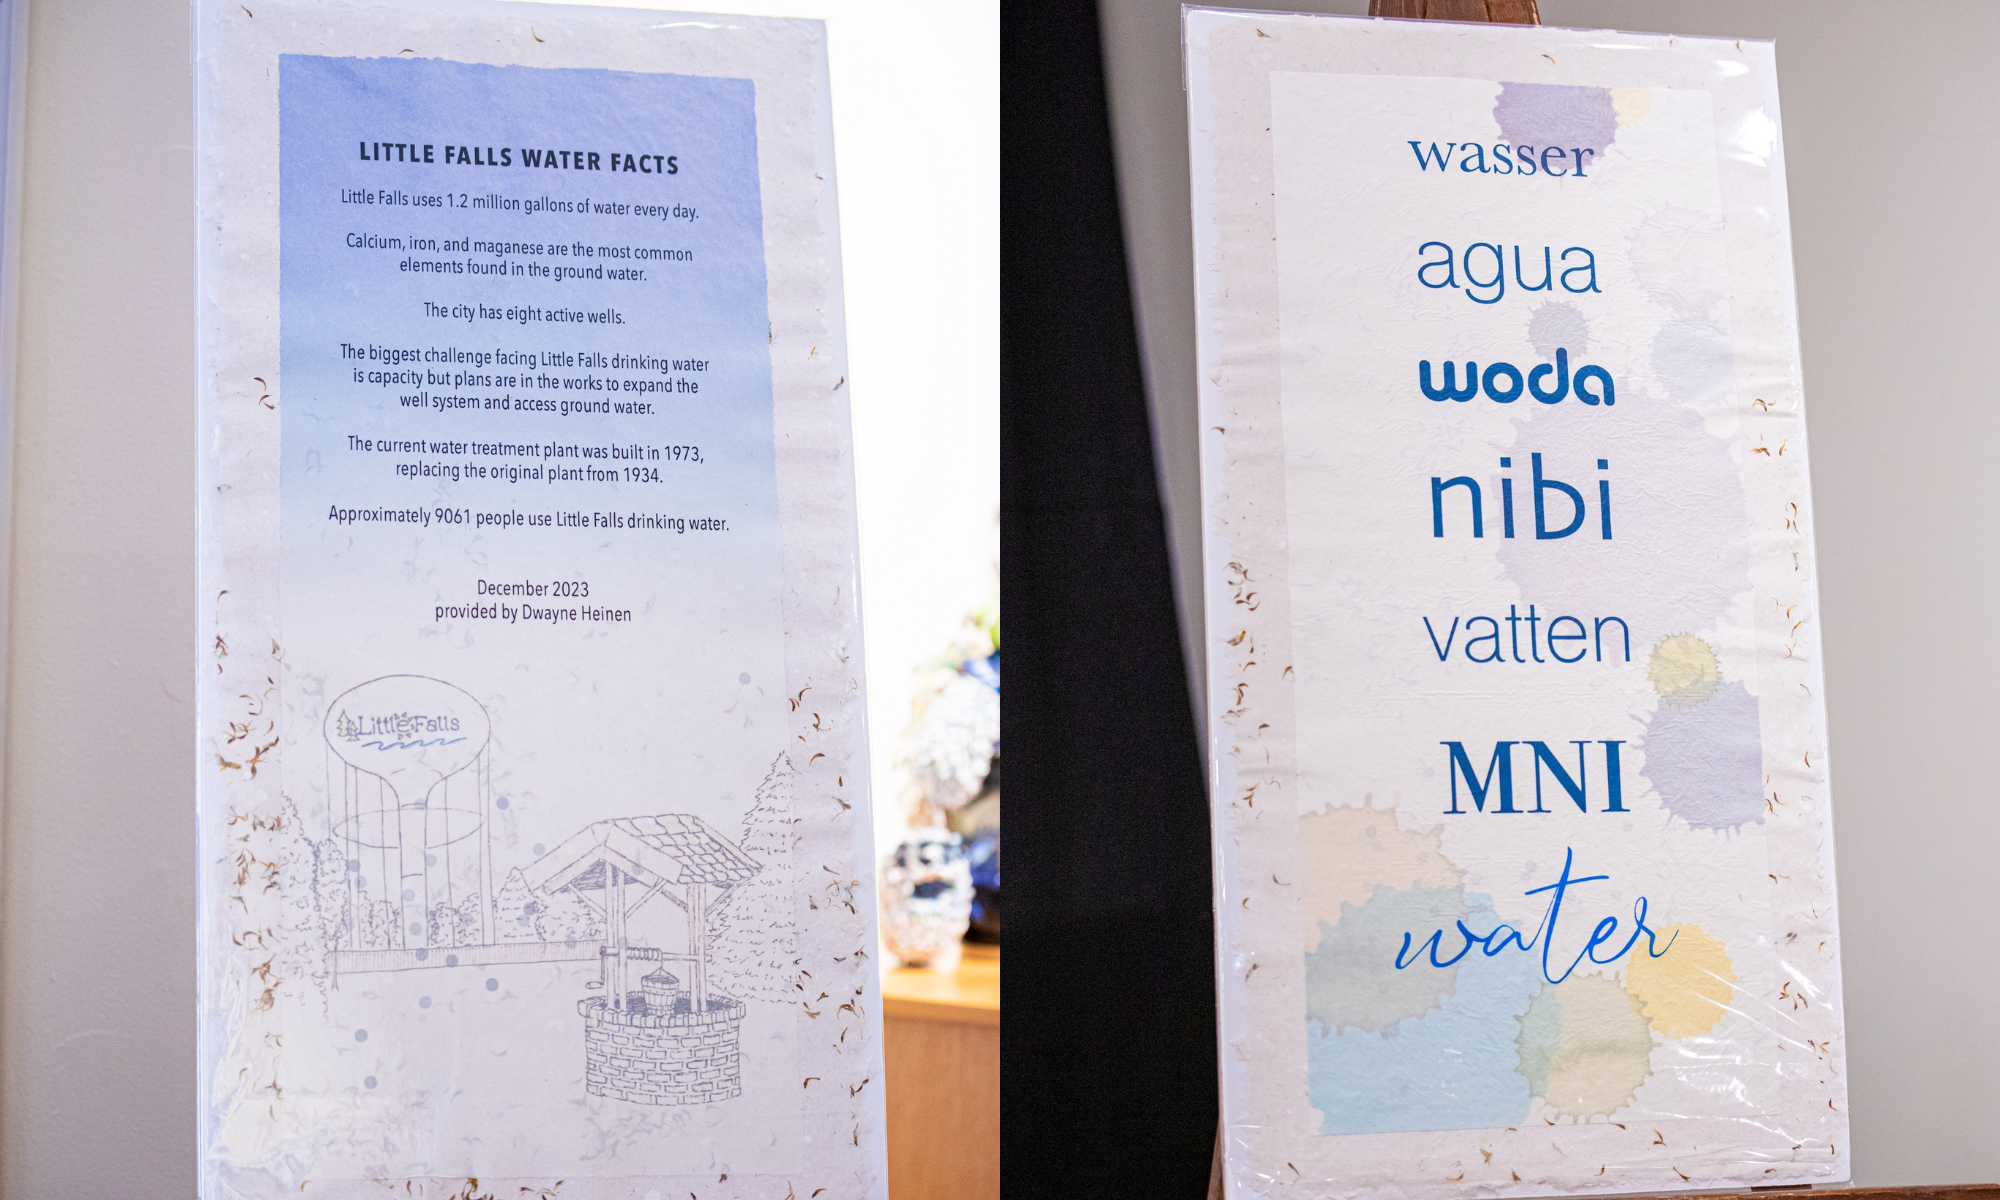 LITTLE FALLS WATER FACTS
Little Falls uses 1.2 million gallons of water every day.
Calcium, iron, and maganese are the most common
elements found in the ground water.
The city has eight active wells.
The biggest challenge facing Little Falls drinking water
is capacity but plans are in the works to expand the
well system and access ground water.
The current water treatment plant was built in 1973,
replacing the original plant from 1934.
Approximately 9061 people use Little Falls drinking water.
December 2023
provided by Dwayne Heinen
Little Falls
wasser
agua
woda
nibi
vatten
MNI
water